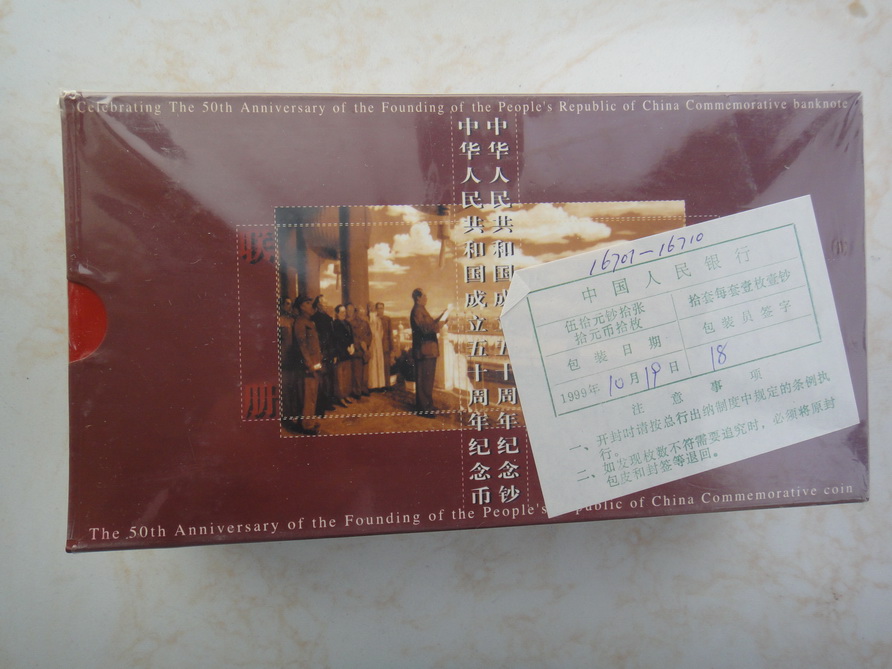 Celebrating The 50th Anniversary of the Founding of the People's Republic of China Commemorative banknote
中华人民共和国成立五十周年纪念钞
中华人民共和国成立五十周年纪念币
联
册
16701-16710
中国人民银行
伍拾元钞拾张
拾元币拾枚
拾套每套壹枚壹钞
包装日期
包装员签字
1999年10月19日
18
注意事项
一、开封时请按总行出纳制度中规定的条例执
行。
二、如发现枚数不符需要追究时，必须将原封
包皮和封签等退回。
The 50th Anniversary of the Founding of the People's Republic of China Commemorative coin